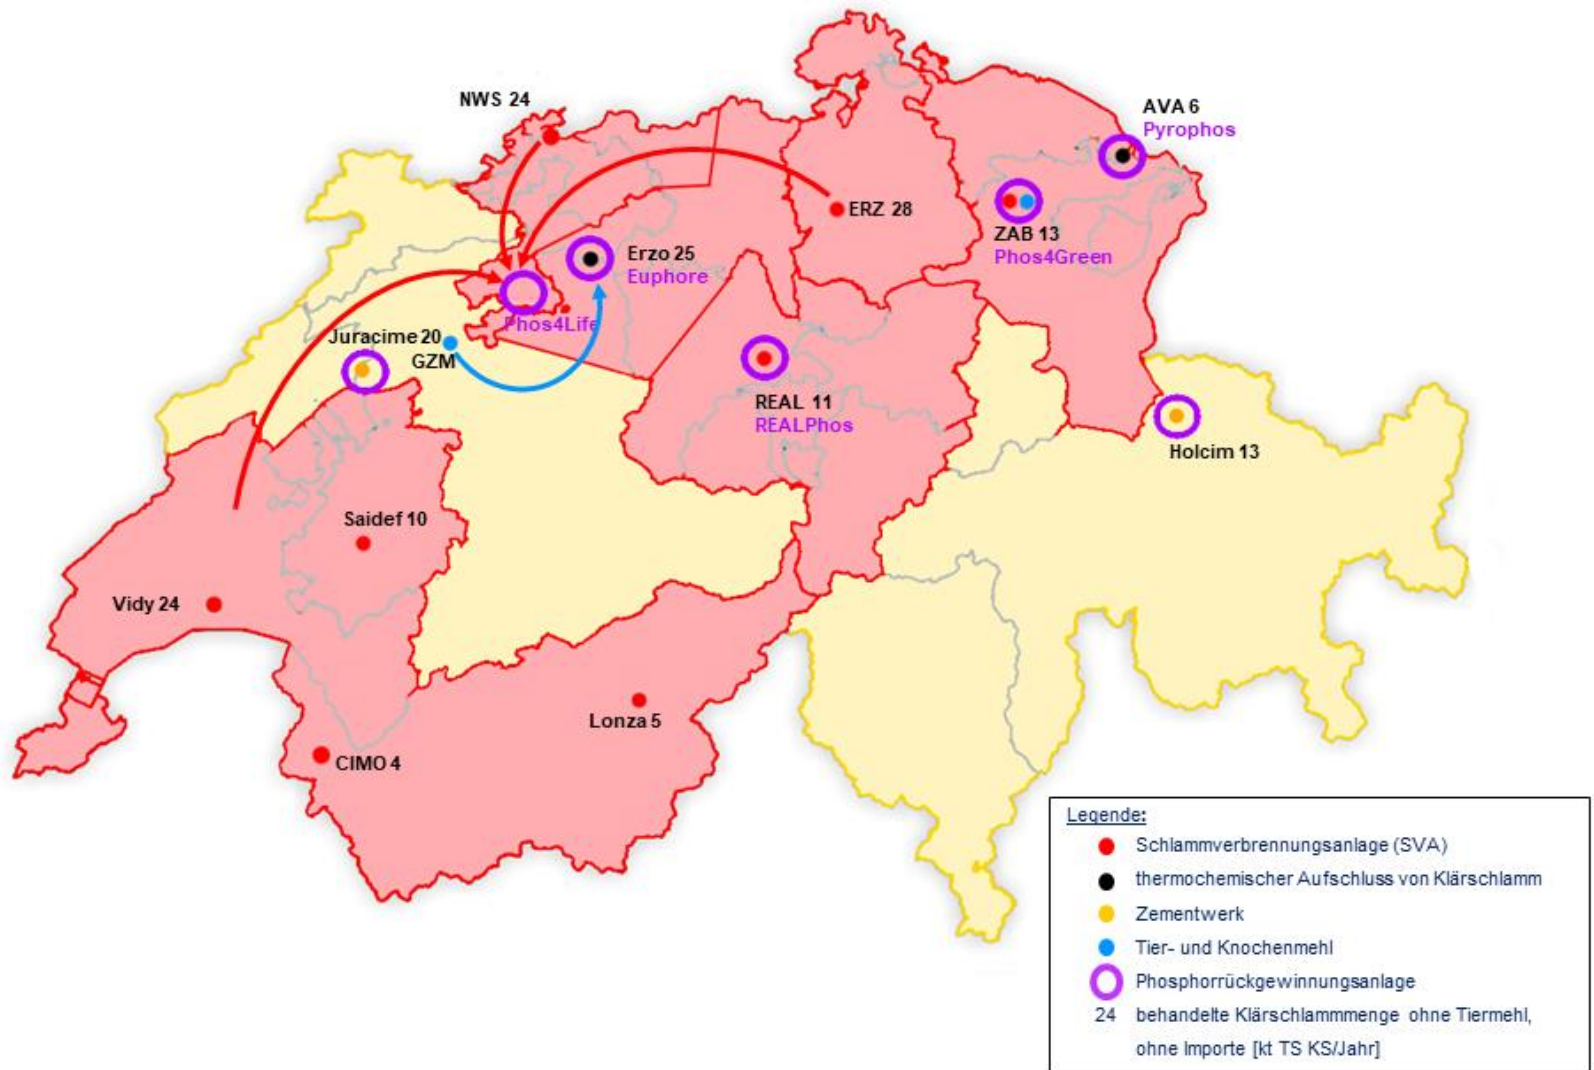 NWS 24
AVA 6
Pyrophos
ERZ 28
ZAB 13
Phos4Green
Erzo 25
Euphore
Phos4Life
Juracime 20
GZM
REAL 11
REALPhos
Holcim 13
Saidef 10
Vidy 24
Lonza 5
CIMO 4
Legende:
Schlammverbrennungsanlage (SVA)
thermochemischer Aufschluss von Klärschlamm
Zementwerk
Tier- und Knochenmehl
Phosphorrückgewinnungsanlage
24 behandelte Klärschlammmenge ohne Tiermehl,
ohne Importe [kt TS KS/Jahr]